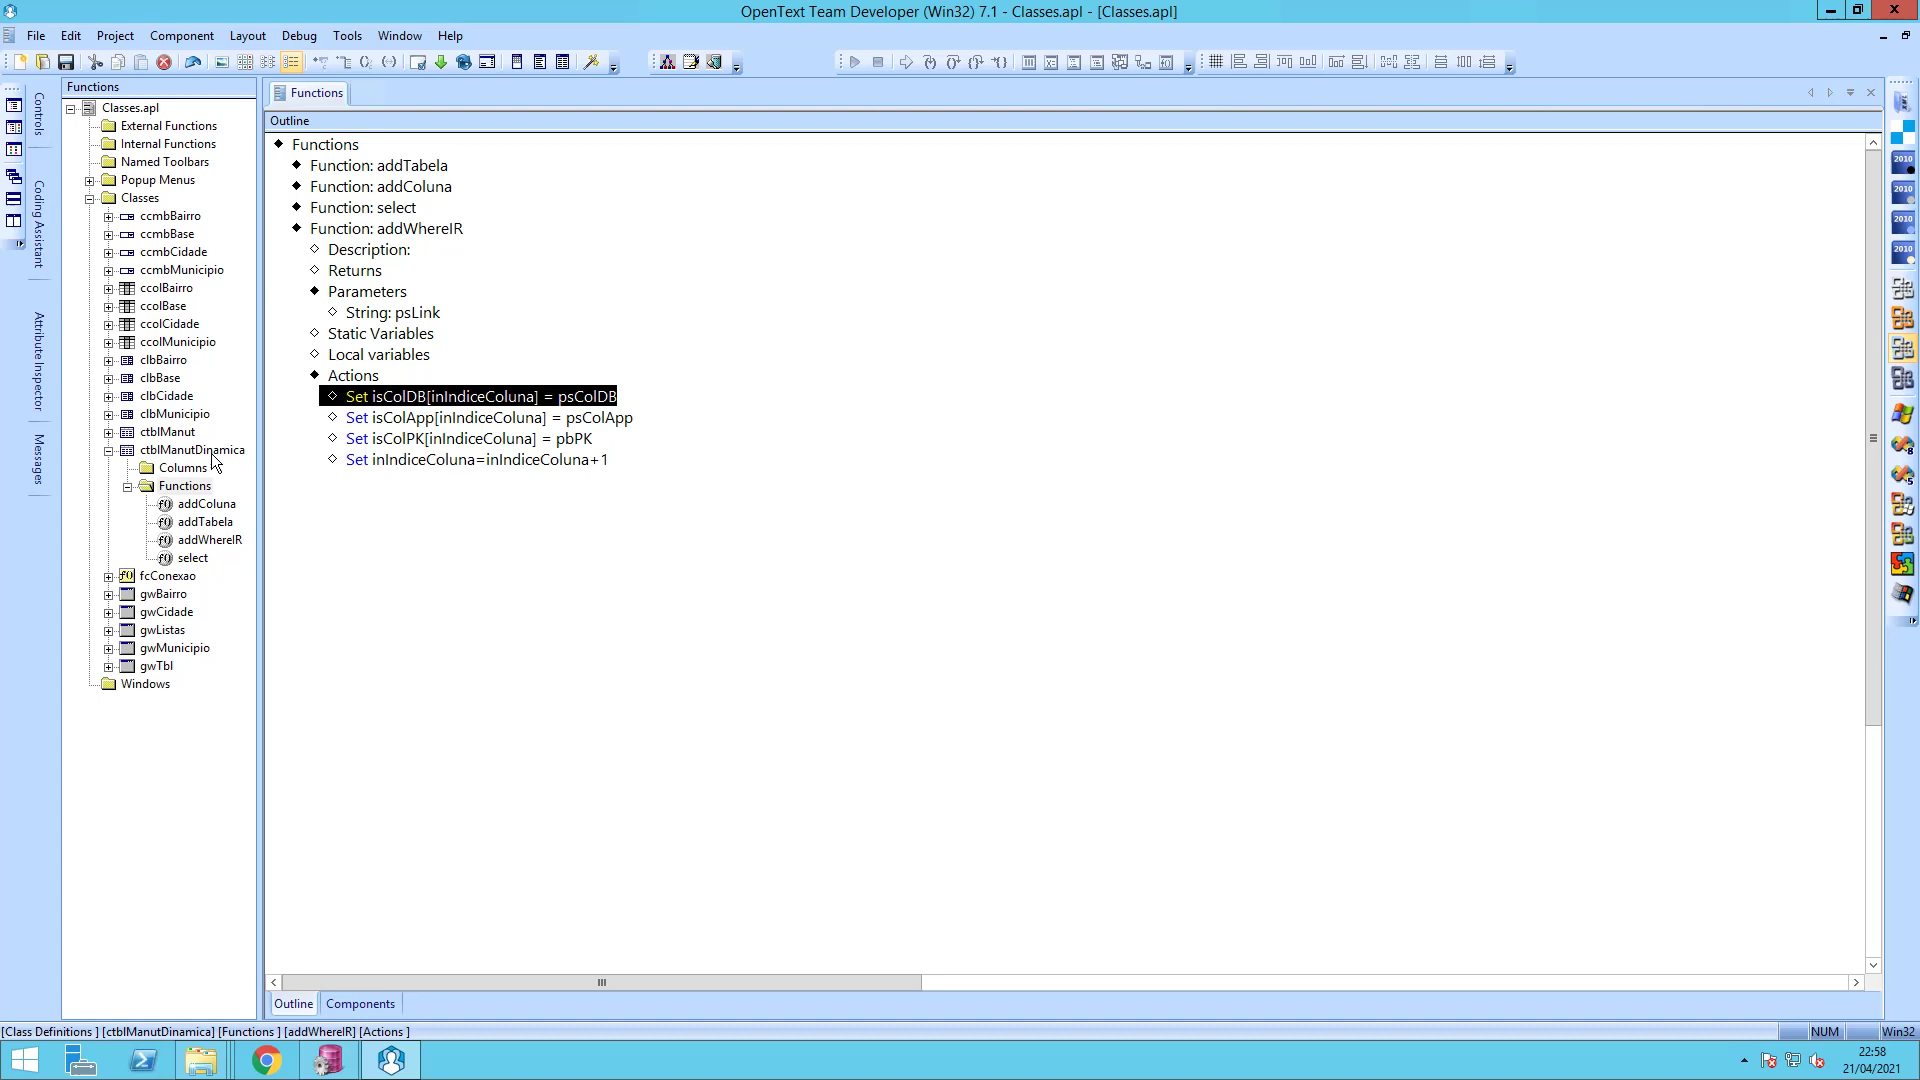 OpenText Team Developer (Win32) 7.1 - Classes.apl - [Classes.apl]
File Edit Project Component Layout Debug Tools Window Help
Functions
Classes.apl
External Functions
Internal Functions
Named Toolbars
Popup Menus
Classes
ccmbBairro
ccmbBase
ccmbCidade
ccmbMunicipio
ccolBairro
ccolBase
ccolCidade
ccolMunicipio
clbBairro
clbBase
clbCidade
clbMunicipio
ctblManut
ctblManutDinamica
Columns
Functions
addColuna
addTabela
addWhereIR
select
fcConexao
gwBairro
gwCidade
gwListas
gwMunicipio
gwTbl
Windows
Controls
Coding Assistant
Attribute Inspector
Messages
Functions
Outline
Functions
Function: addTabela
Function: addColuna
Function: select
Function: addWhereIR
Description:
Returns
Parameters
String: psLink
Static Variables
Local variables
Actions
Set isColDB[inIndiceColuna] = psColDB
Set isColApp[inIndiceColuna] = psColApp
Set isColPK[inIndiceColuna] = pbPK
Set inIndiceColuna=inIndiceColuna+1
Outline Components
2010
2010
2010
2010
[Class Definitions ] [ctblManutDinamica] [Functions ] [addWhereIR] [Actions ]
NUM
Win32
22:58
21/04/2021